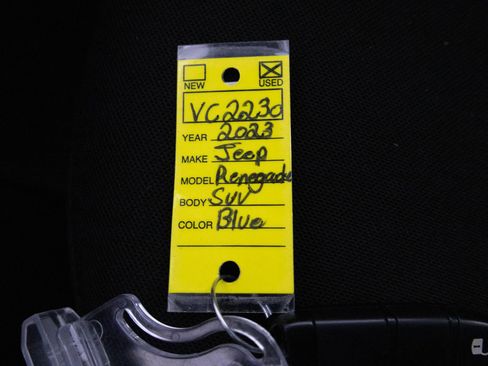 NEW USED
VC2230
YEAR 2023
MAKE Jeep
MODEL Renegade
BODY SUV
COLOR Blue